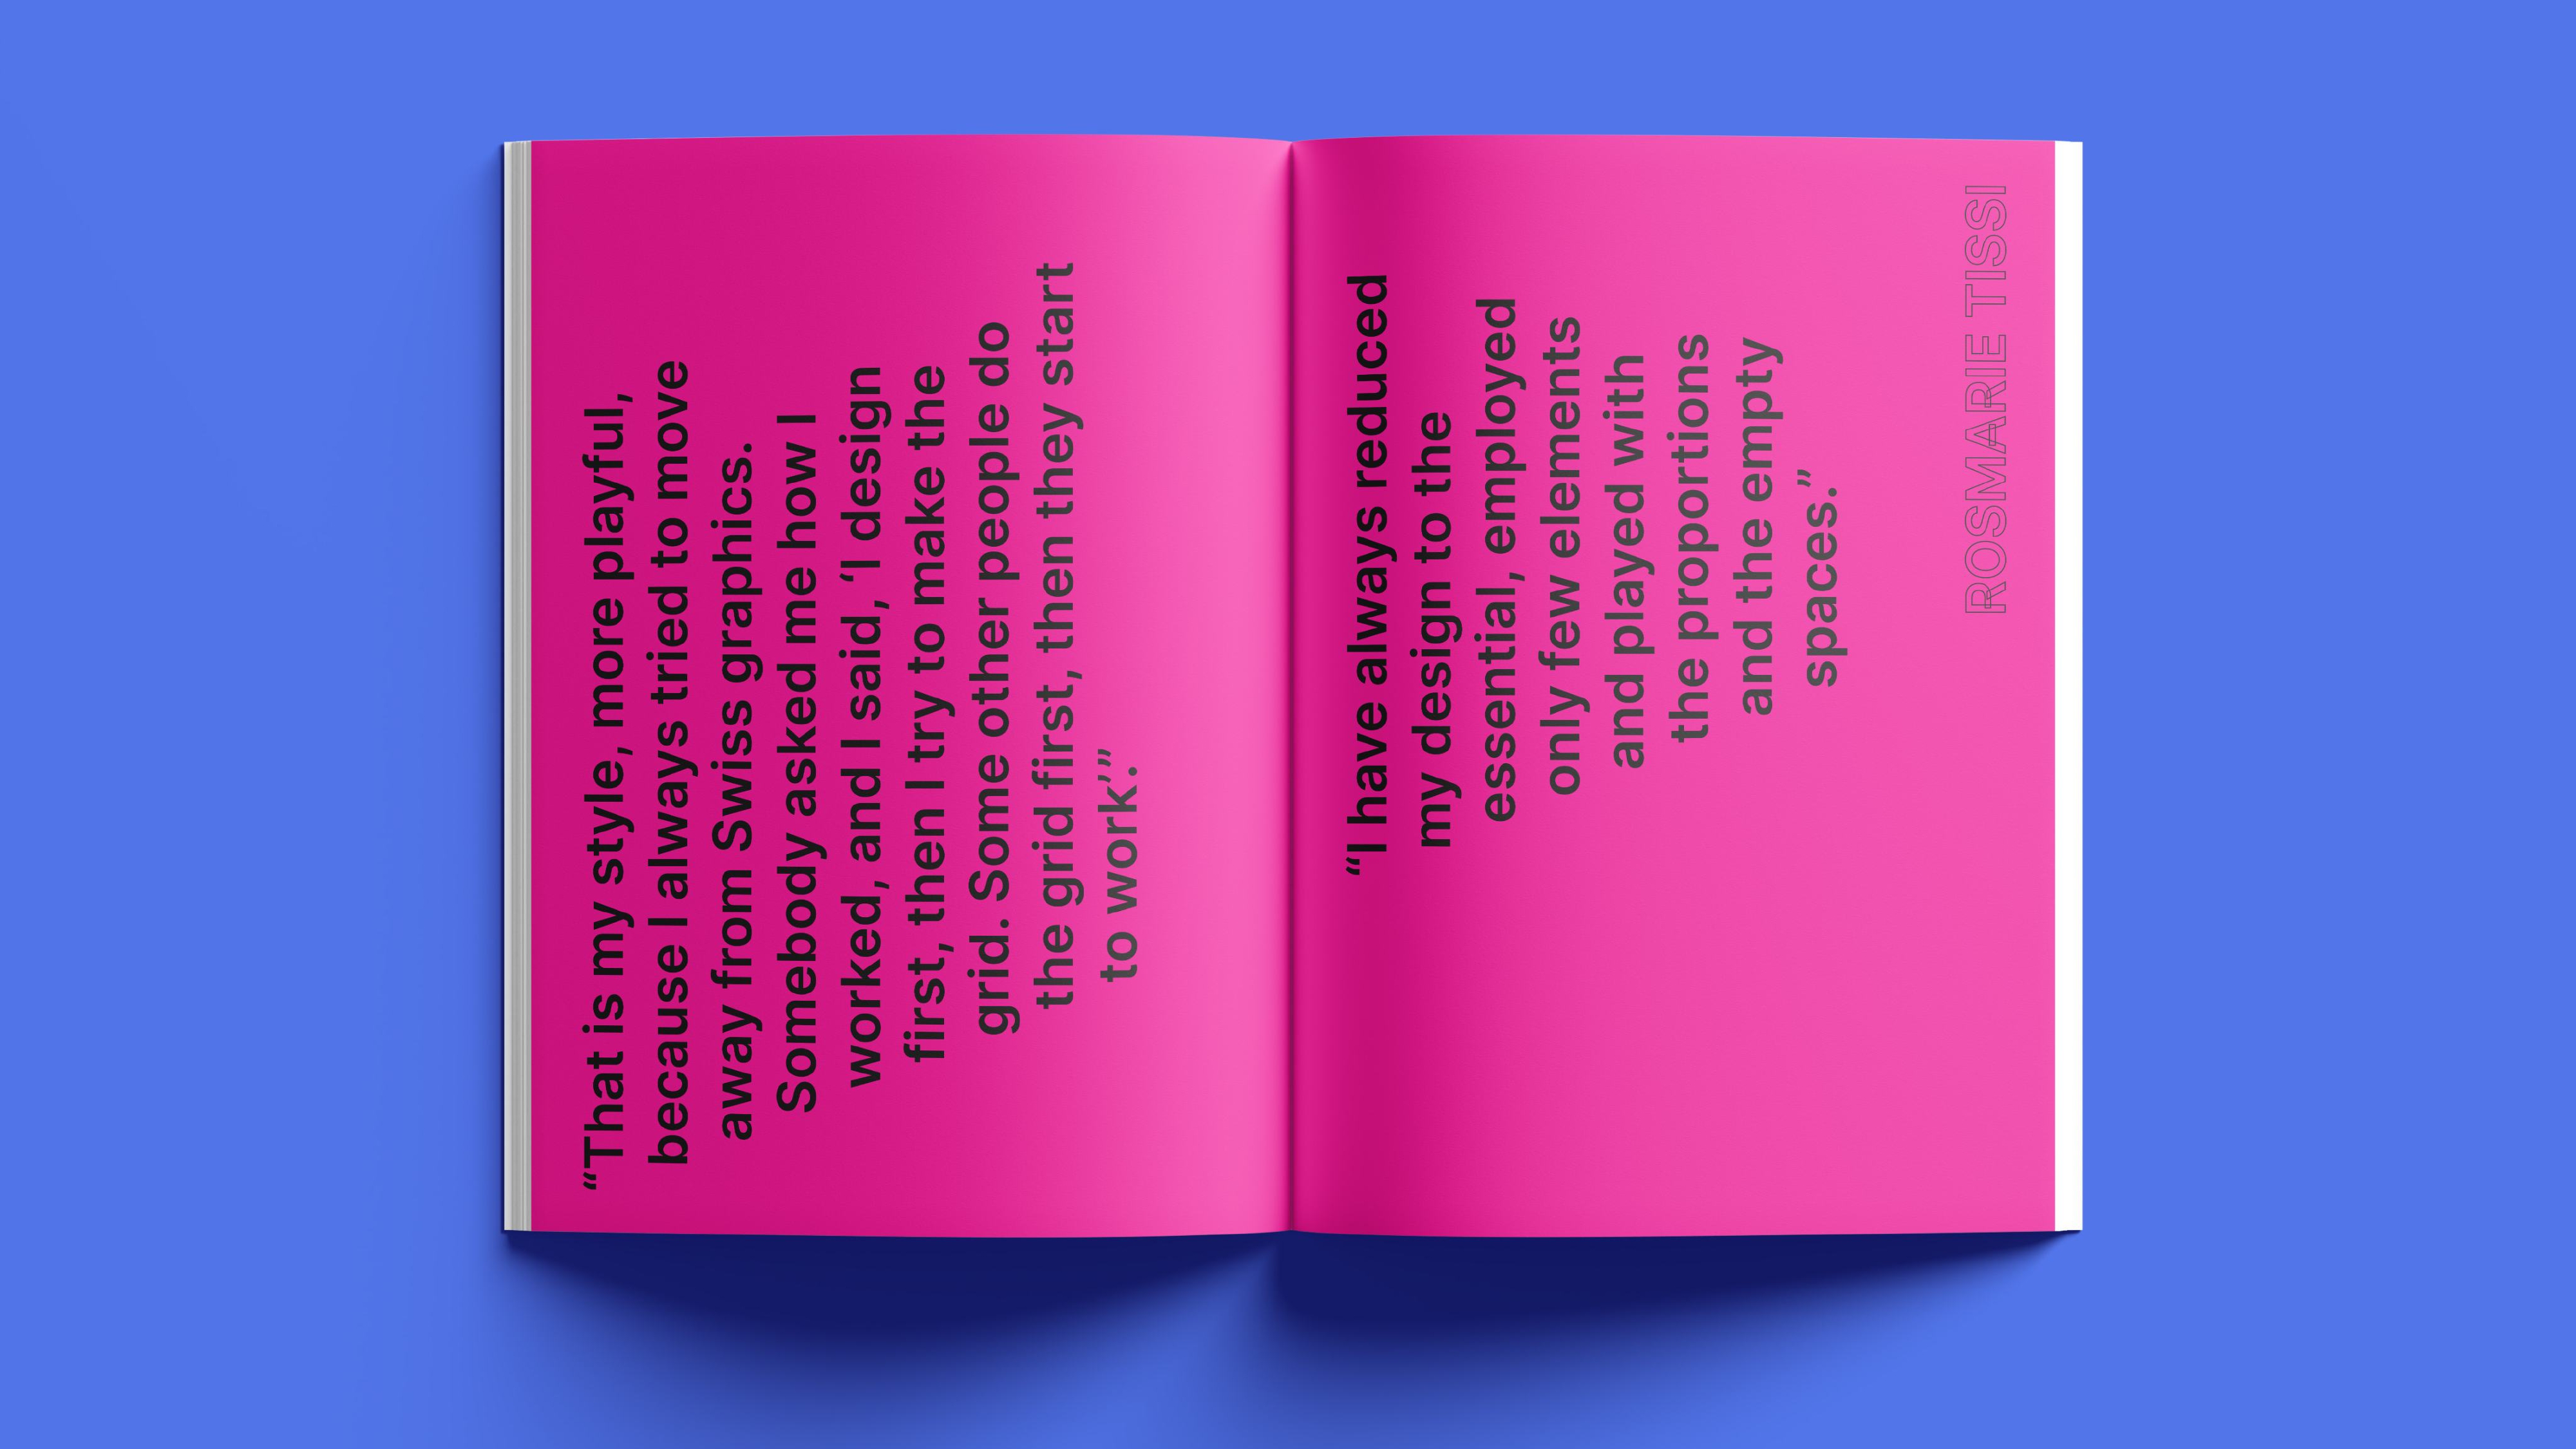 “That is my style, more playful,
because I always tried to move
away from Swiss graphics.
Somebody asked me how I
worked, and I said, ‘I design
first, then I try to make the
grid. Some other people do
the grid first, then they start
to work’”.
“I have always reduced
my design to the
essential, employed
only few elements
and played with
the proportions
and the empty
spaces.”
ROSMARIE TISSI